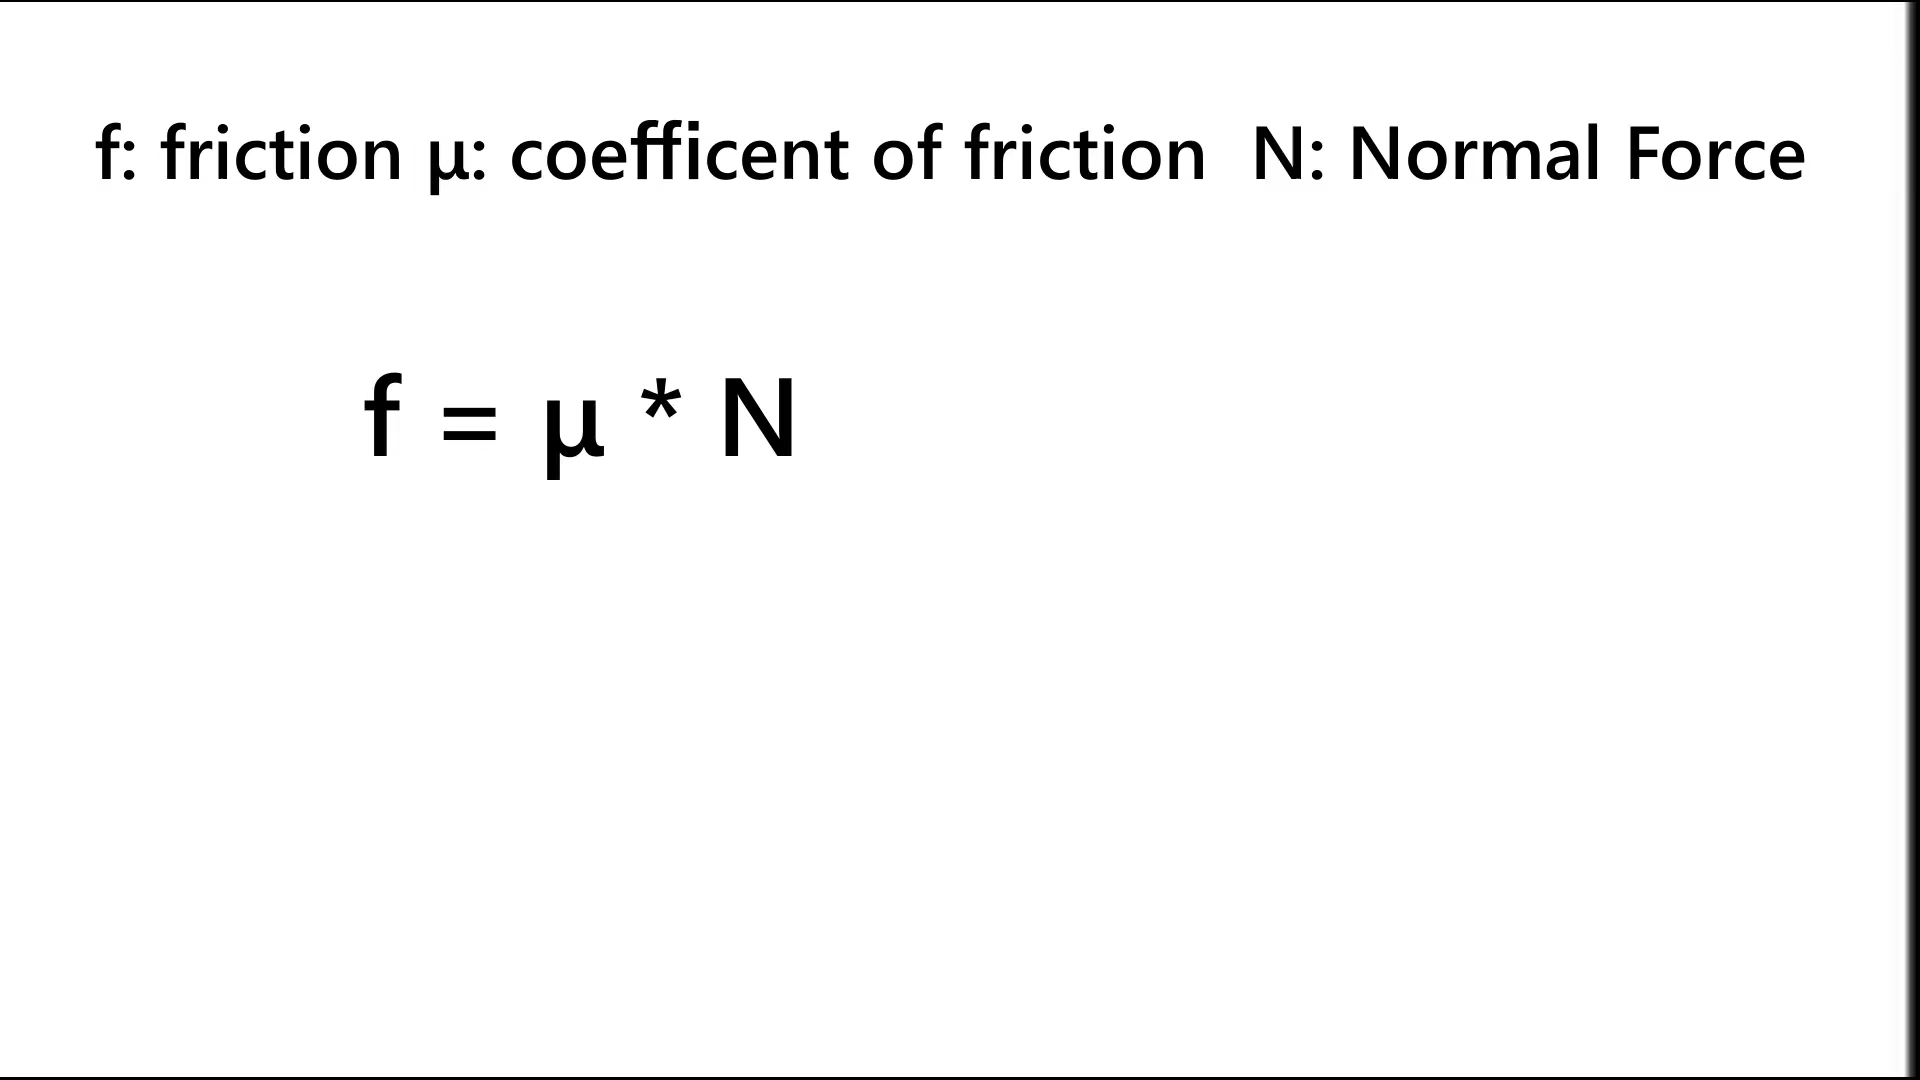 f: friction µ: coefficent of friction  N: Normal Force
f = µ * N